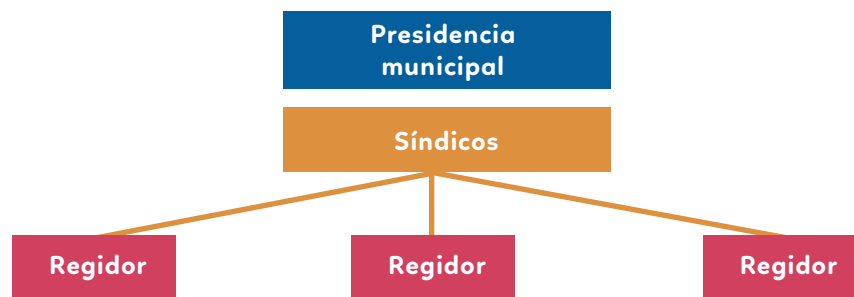 Presidencia
municipal
Síndicos
Regidor
Regidor
Regidor